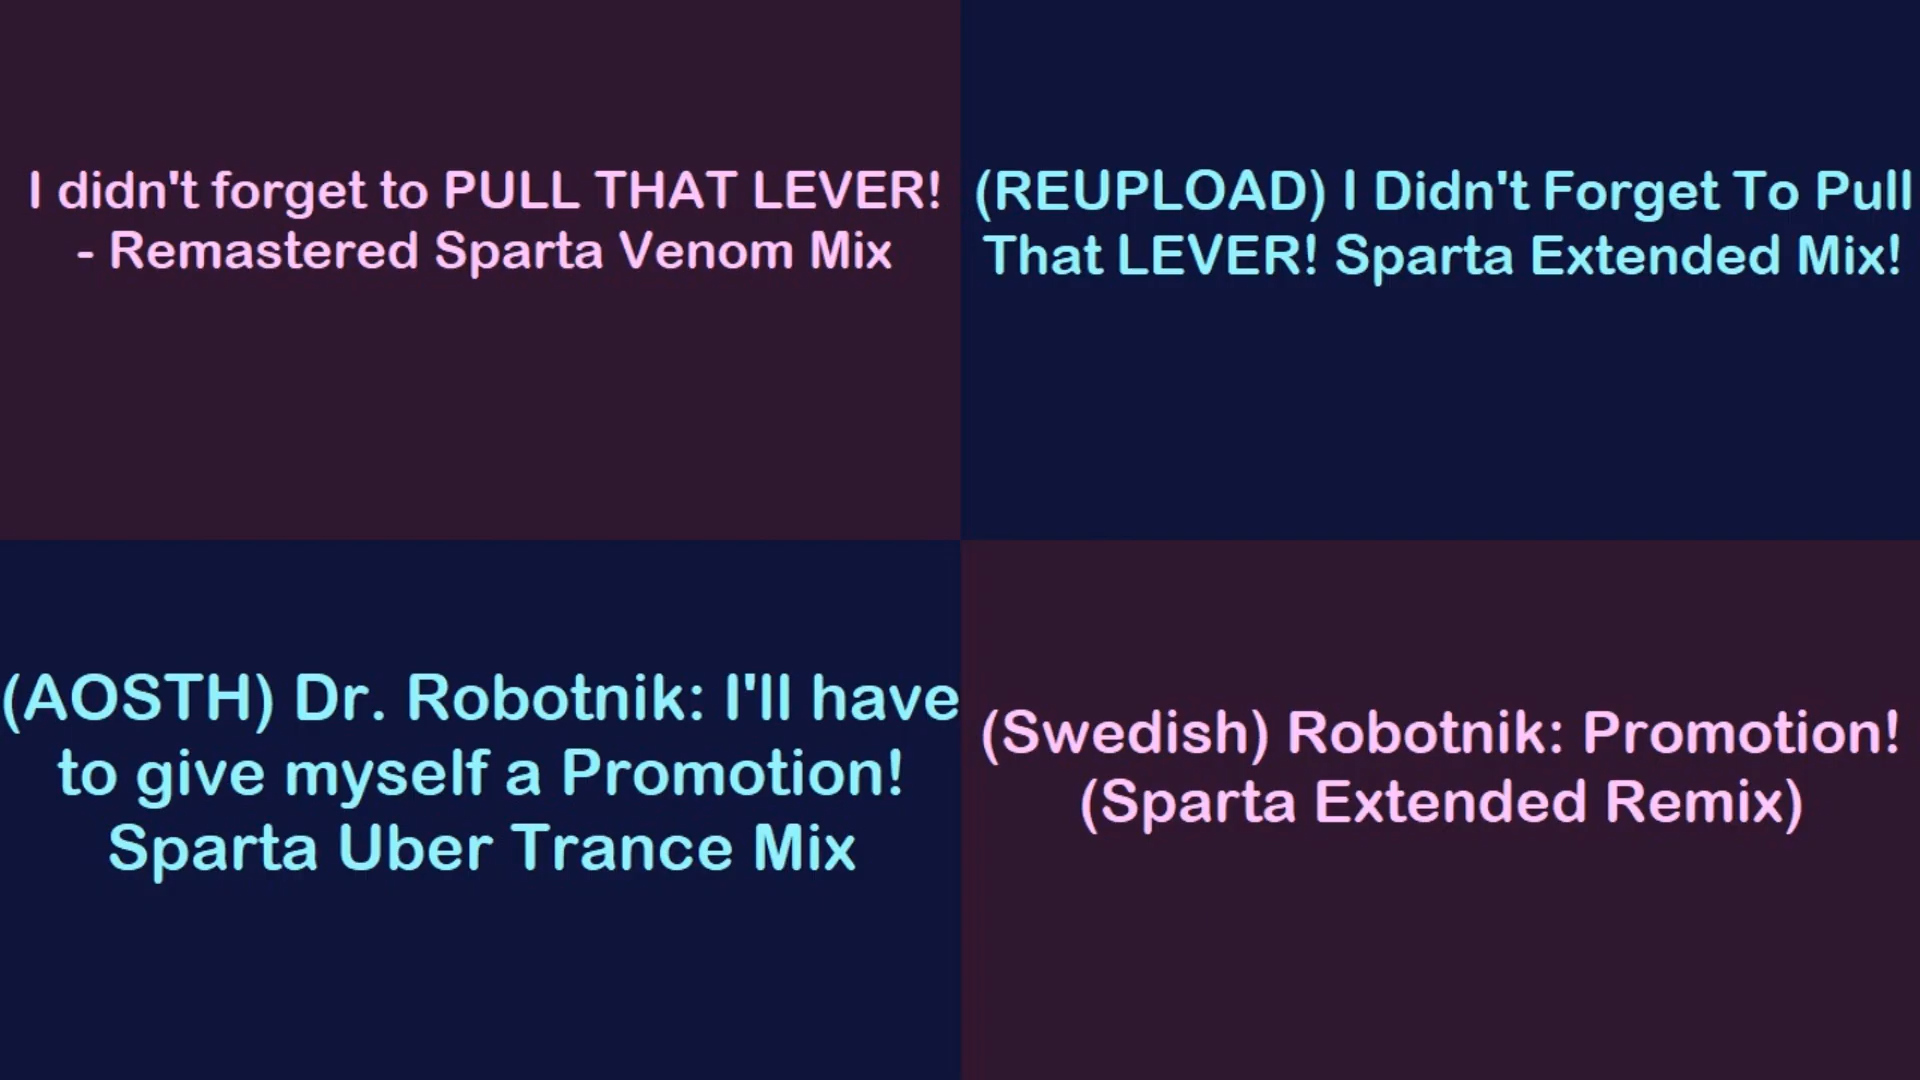 I didn't forget to PULL THAT LEVER!
- Remastered Sparta Venom Mix
(REUPLOAD) I Didn't Forget To Pull
That LEVER! Sparta Extended Mix!
(AOSTH) Dr. Robotnik: I'll have
to give myself a Promotion!
Sparta Uber Trance Mix
(Swedish) Robotnik: Promotion!
(Sparta Extended Remix)